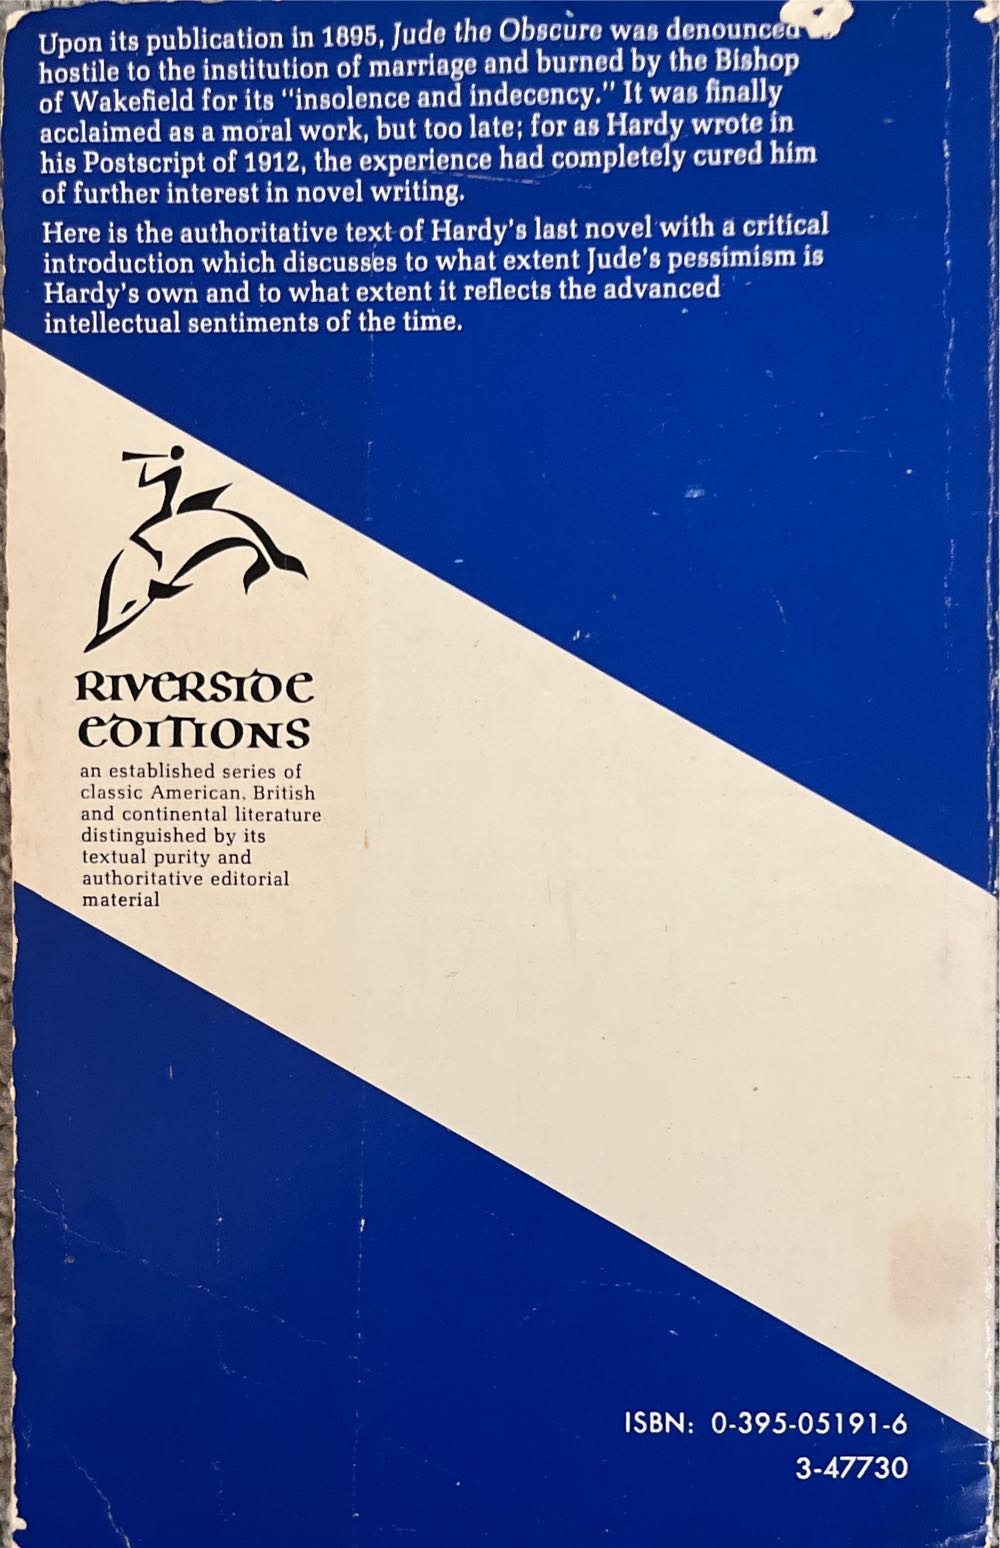 Upon its publication in 1895, Jude the Obscure was denounced
hostile to the institution of marriage and burned by the Bishop
of Wakefield for its “insolence and indecency.” It was finally
acclaimed as a moral work, but too late; for as Hardy wrote in
his Postscript of 1912, the experience had completely cured him
of further interest in novel writing.
Here is the authoritative text of Hardy’s last novel with a critical
introduction which discusses to what extent Jude’s pessimism is
Hardy’s own and to what extent it reflects the advanced
intellectual sentiments of the time.
RIVERSIDE
EDITIONS
an established series of
classic American, British
and continental literature
distinguished by its
textual purity and
authoritative editorial
material
ISBN: 0-395-05191-6
3-47730